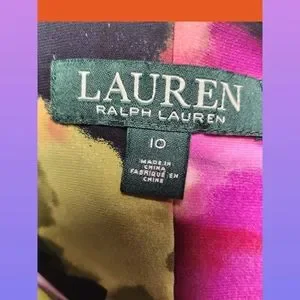 LAUREN
RALPH LAUREN
10
MADE IN
CHINA
FABRIQUÉ EN
CHINE